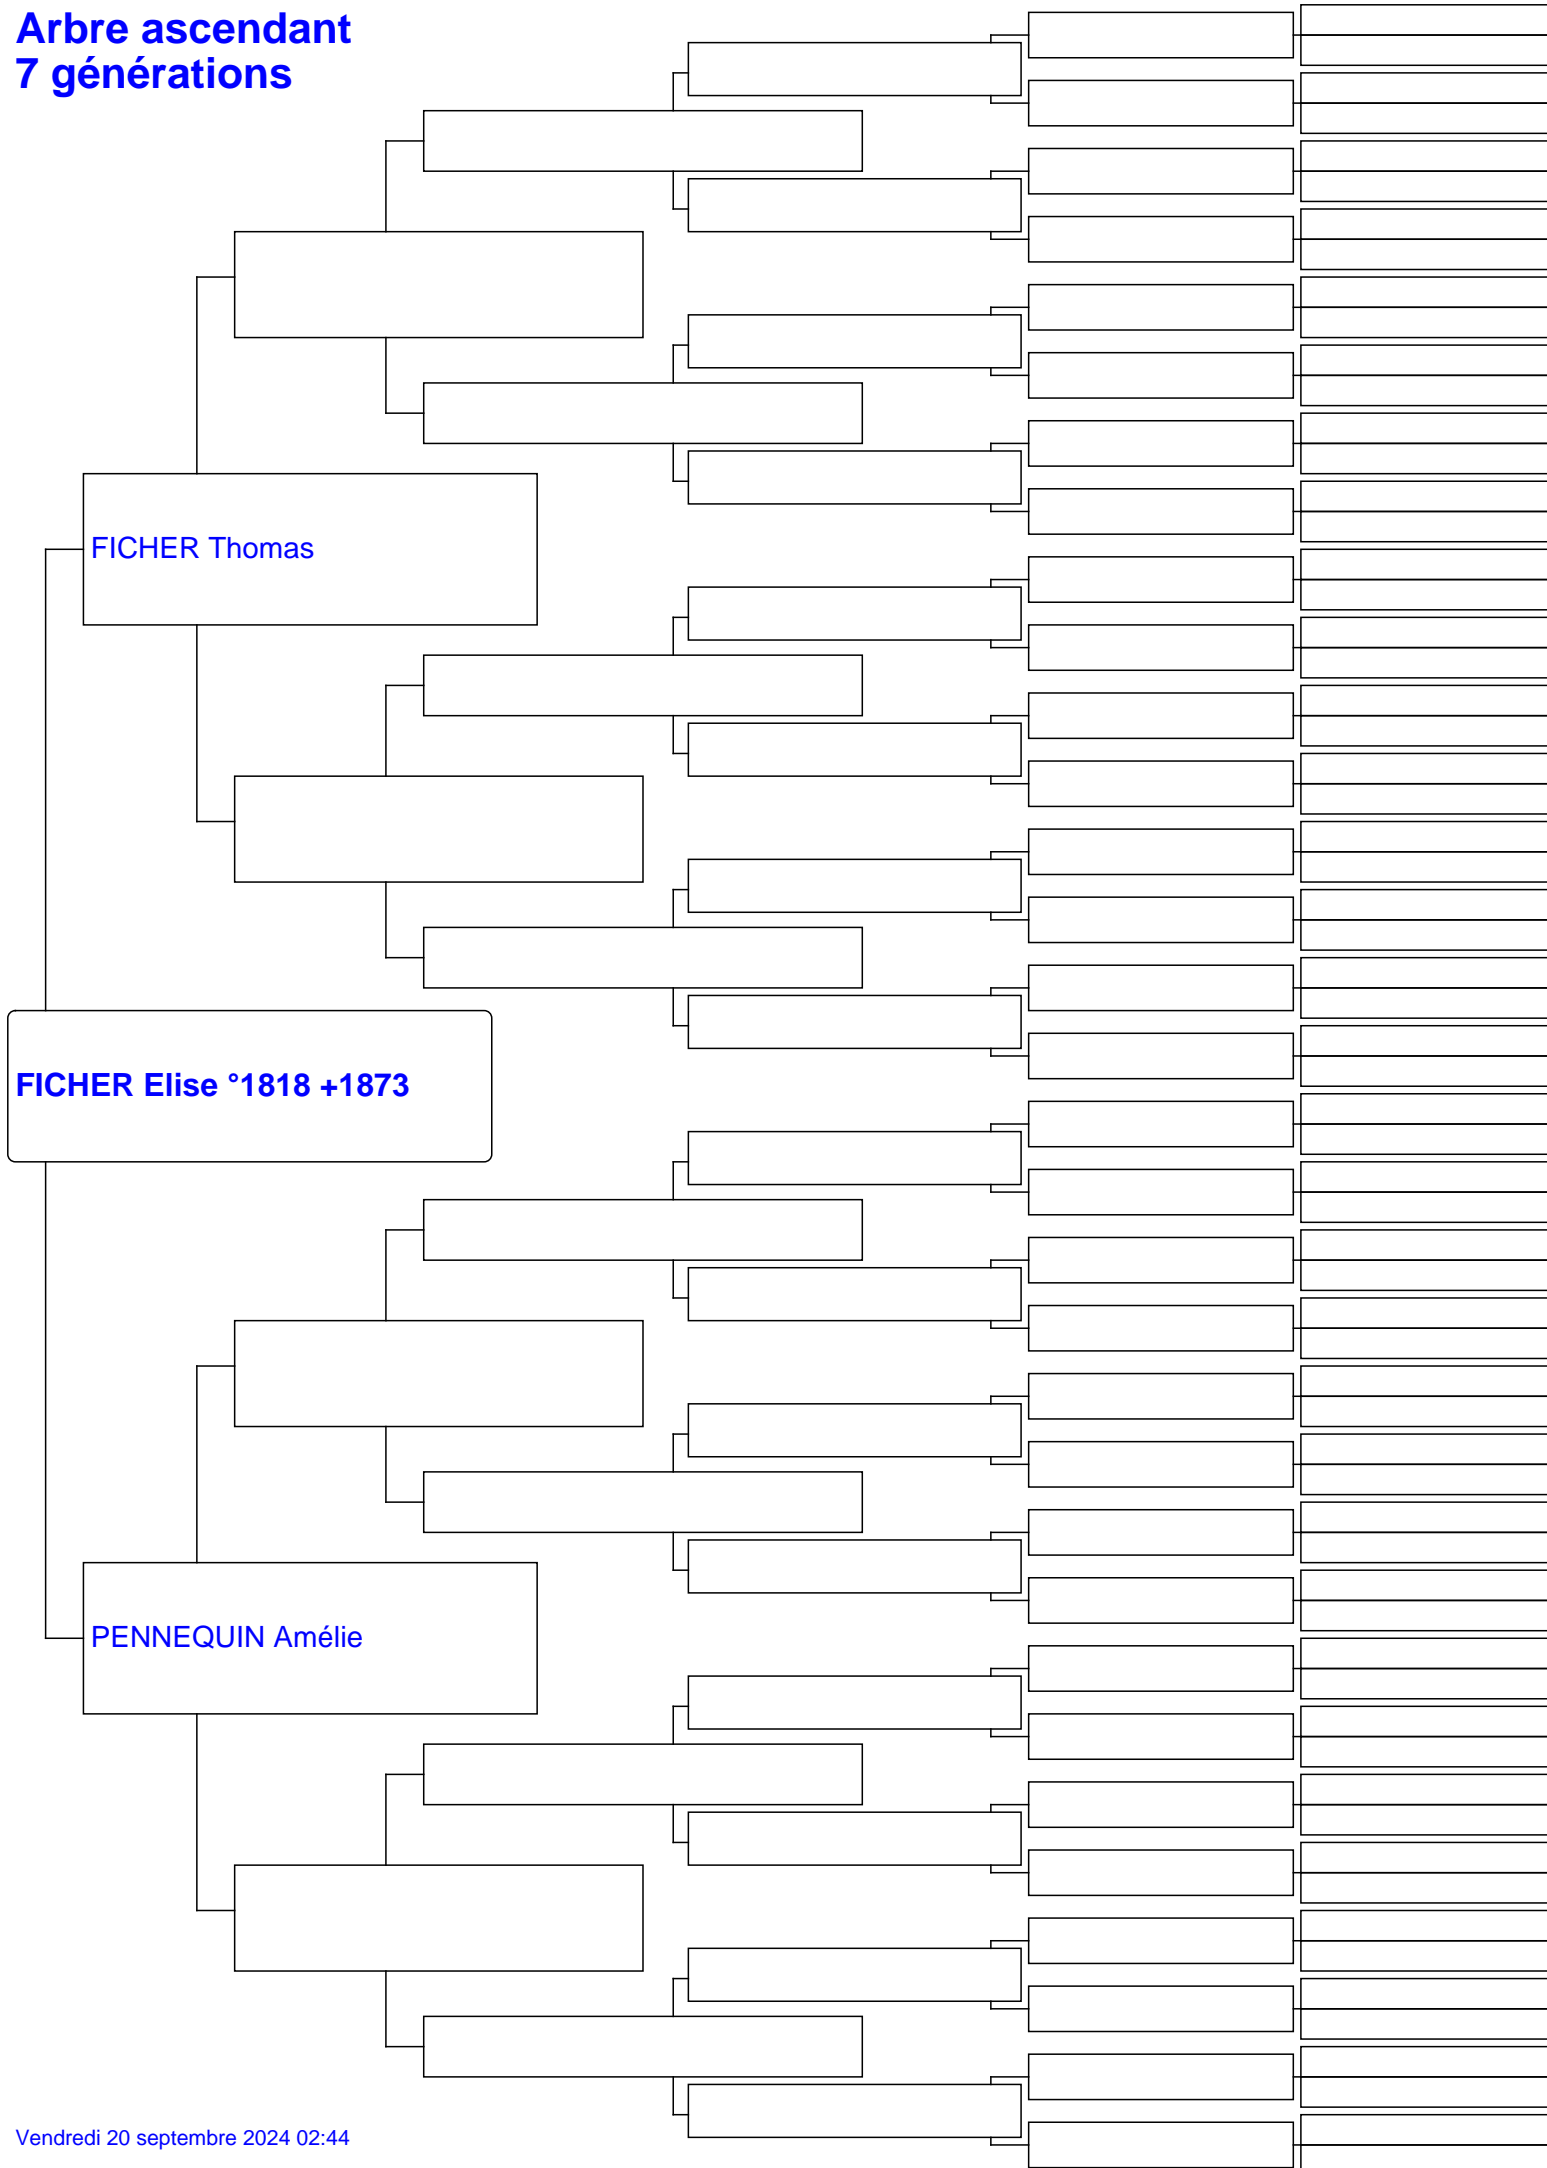 Arbre ascendant
7 générations
FICHER Thomas
FICHER Elise °1818 +1873
PENNEQUIN Amélie
Vendredi 20 septembre 2024 02:44